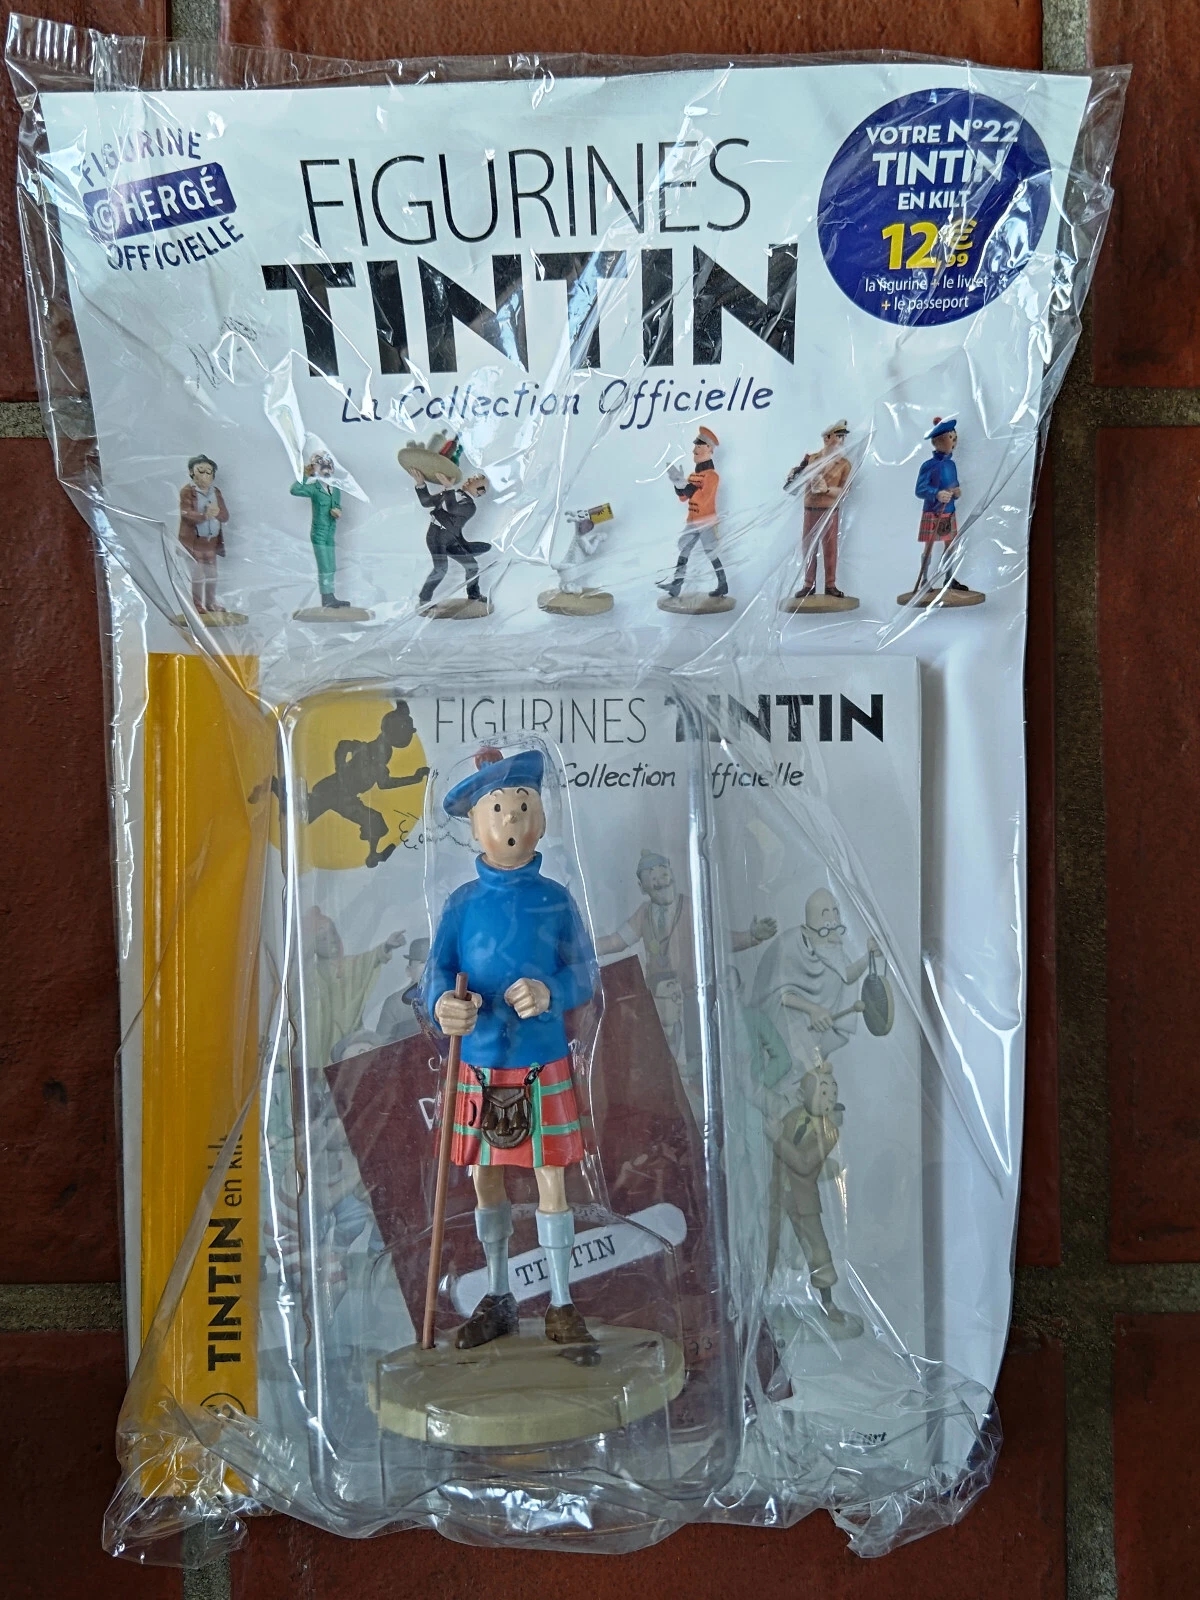 FIGURINE
©HERGÉ
OFFICIELLE
FIGURINES
TINTIN
La Collection Officielle
VOTRE N°22
TINTIN
EN KILT
12€
,99
la figurine + le livret
+ le passeport
FIGURINES TINTIN
Collection Officielle
TINTIN
TINTIN en kilt